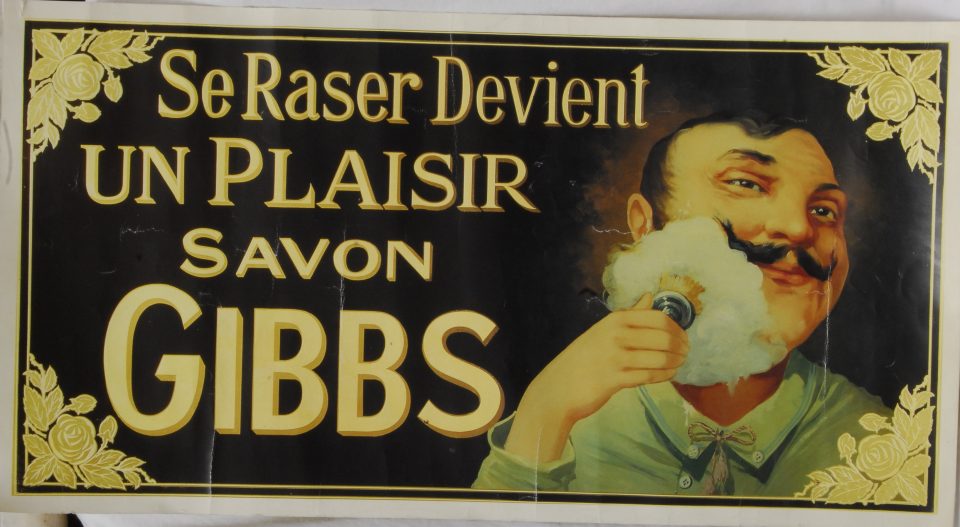 Se Raser Devient
UN PLAISIR
SAVON
GIBBS